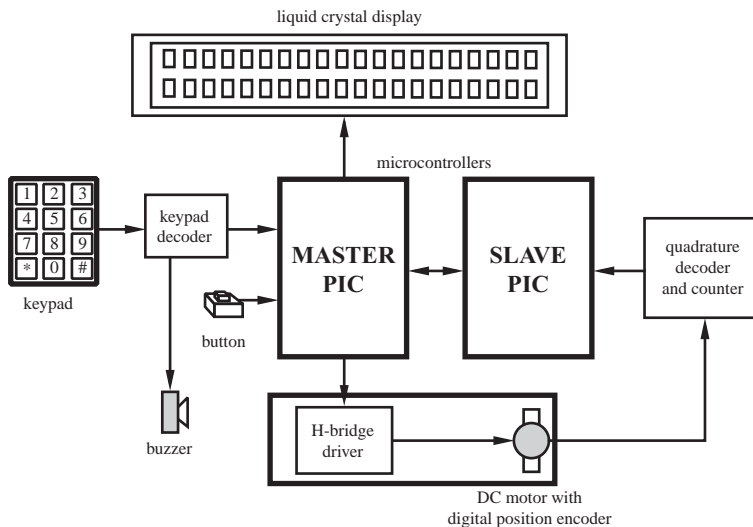 liquid crystal display
microcontrollers
1 2 3
4 5 6
7 8 9
* 0 #
keypad
keypad
decoder
MASTER
PIC
SLAVE
PIC
quadrature
decoder
and counter
button
buzzer
H-bridge
driver
DC motor with
digital position encoder